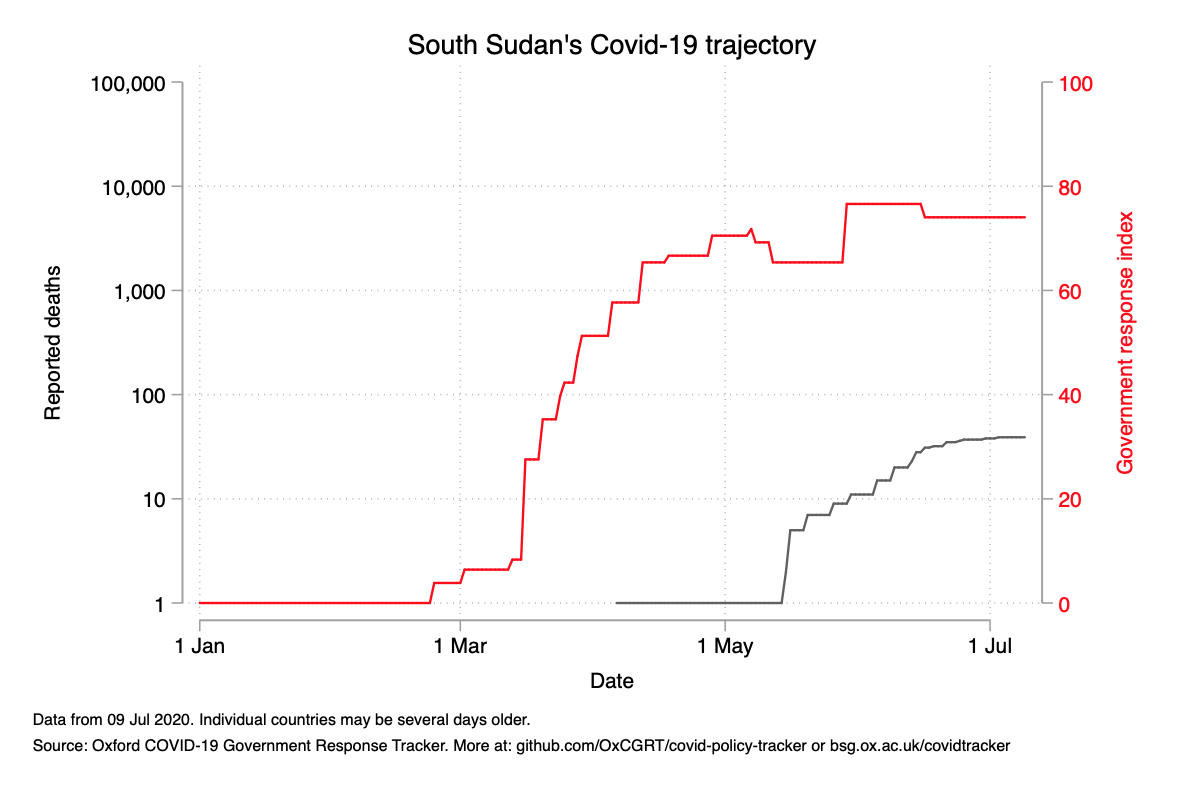 South Sudan's Covid-19 trajectory
100,000
10,000
1,000
100
10
1
Reported deaths
100
80
60
40
20
0
Government response index
1 Jan
1 Mar
1 May
1 Jul
Date
Data from 09 Jul 2020. Individual countries may be several days older.
Source: Oxford COVID-19 Government Response Tracker. More at: github.com/OxCGRT/covid-policy-tracker or bsg.ox.ac.uk/covidtracker